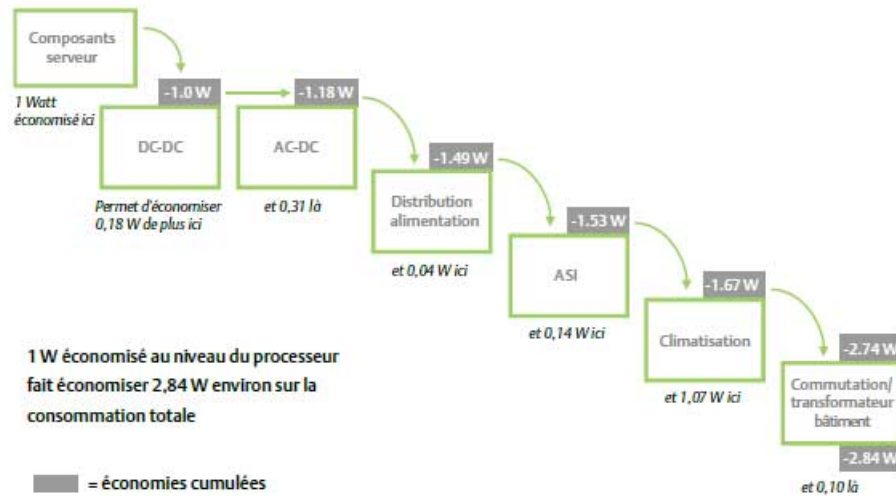 Composants
serveur
1 Watt
économisé ici
-1.0 W
DC-DC
Permet d'économiser
0,18 W de plus ici
-1.18 W
AC-DC
et 0,31 là
-1.49 W
Distribution
alimentation
et 0,04 W ici
-1.53 W
ASI
et 0,14 W ici
-1.67 W
Climatisation
et 1,07 W ici
-2.74 W
Commutation/
transformateur
bâtiment
-2.84 W
et 0,10 là
1 W économisé au niveau du processeur
fait économiser 2,84 W environ sur la
consommation totale
= économies cumulées